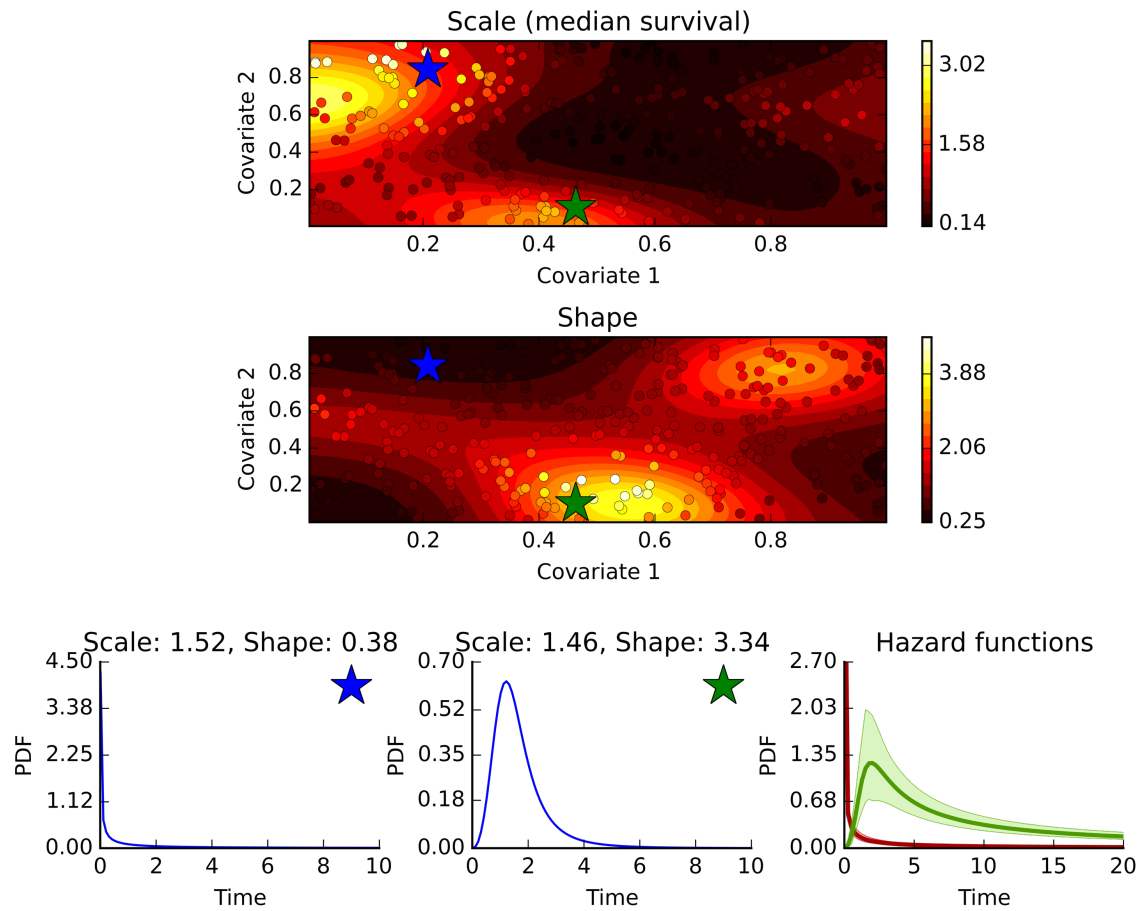 Scale (median survival)
Covariate 2
0.8
0.6
0.4
0.2
0.2 0.4 0.6 0.8
Covariate 1
3.02
1.58
0.14
Shape
Covariate 2
0.8
0.6
0.4
0.2
0.2 0.4 0.6 0.8
Covariate 1
3.88
2.06
0.25
Scale: 1.52, Shape: 0.38
PDF
4.50
3.38
2.25
1.12
0.00
0 2 4 6 8 10
Time
Scale: 1.46, Shape: 3.34
PDF
0.70
0.52
0.35
0.18
0.00
0 2 4 6 8 10
Time
Hazard functions
PDF
2.70
2.03
1.35
0.68
0.00
0 5 10 15 20
Time